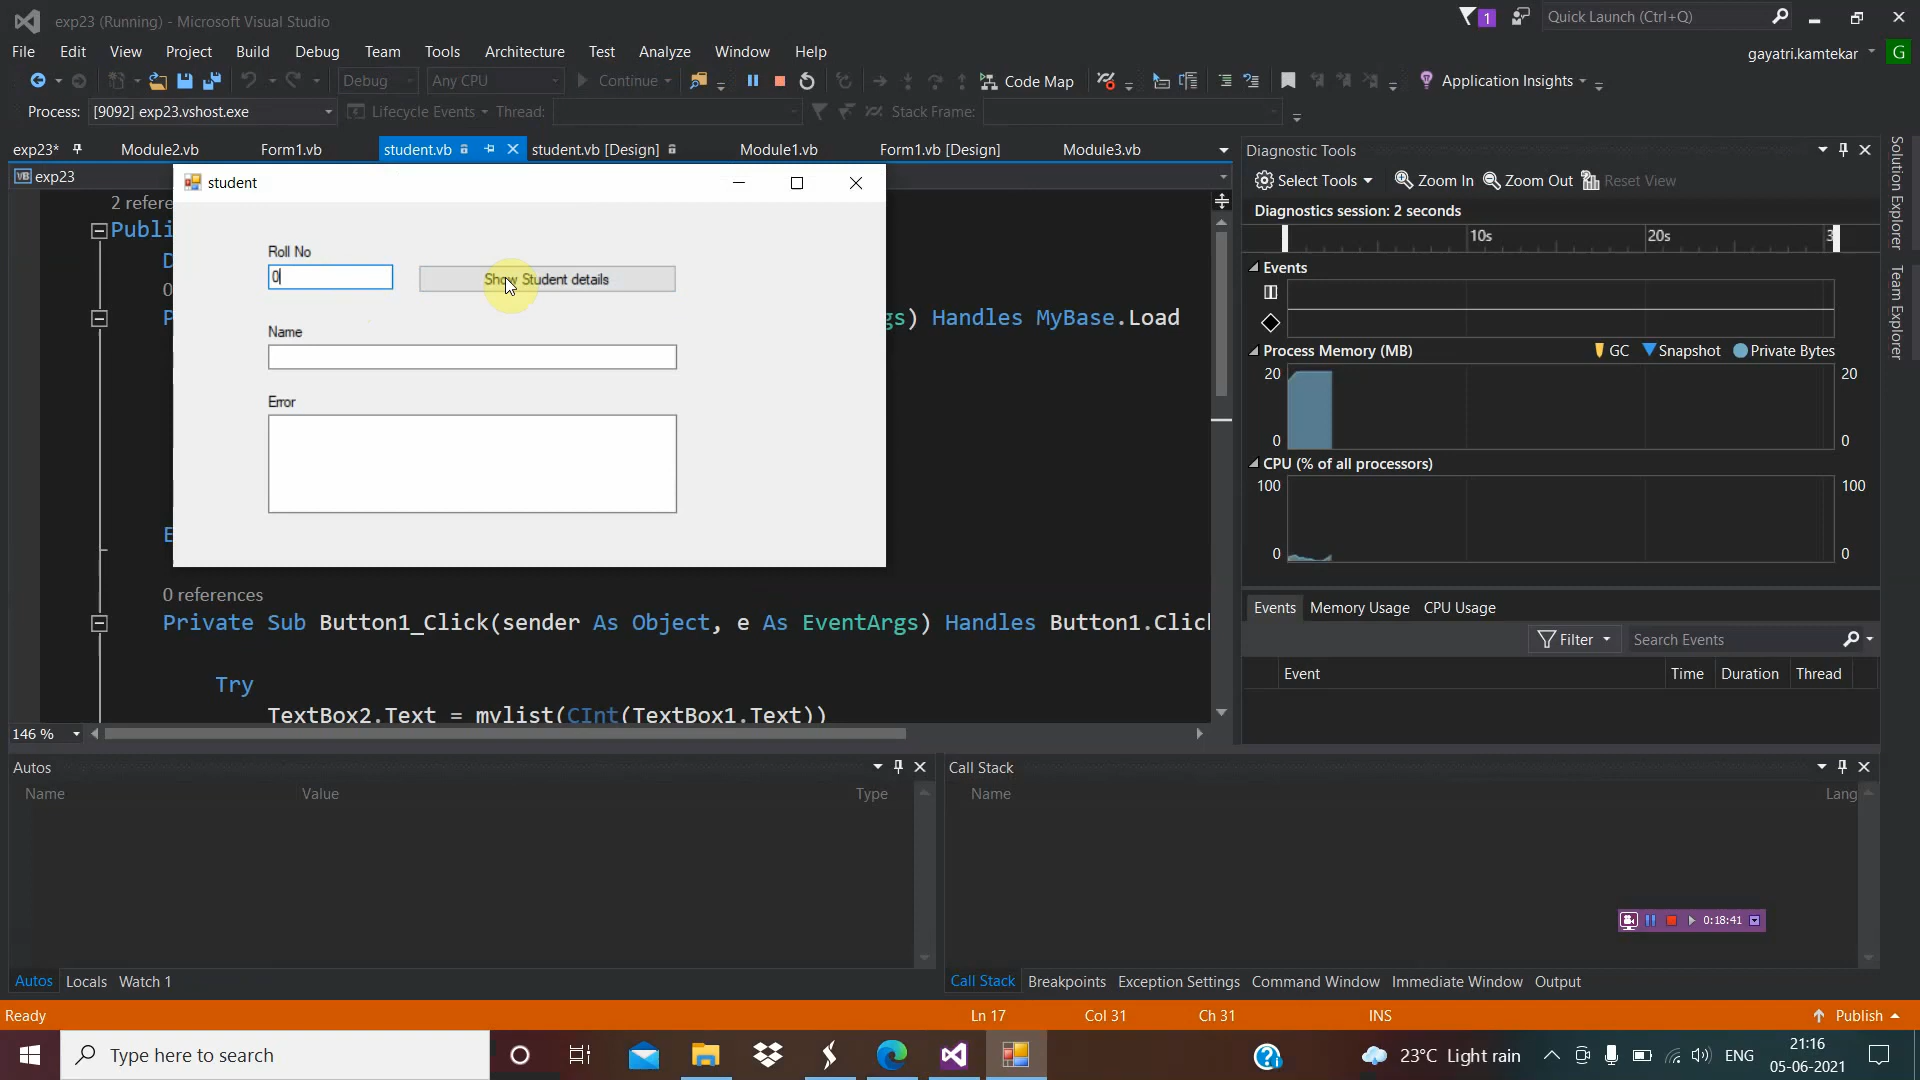 exp23 (Running) - Microsoft Visual Studio
1
Quick Launch (Ctrl+Q)
File Edit View Project Build Debug Team Tools Architecture Test Analyze Window Help
gayatri.kamtekar G
Debug Any CPU Continue Code Map Application Insights
Process: [9092] exp23.vshost.exe Lifecycle Events Thread: Stack Frame:
exp23* Module2.vb Form1.vb student.vb student.vb [Design] Module1.vb Form1.vb [Design] Module3.vb
VB exp23
student
2 refere
Publi
D
0
P gs) Handles MyBase.Load
E
Roll No
0
Show Student details
Name
Error
0 references
Private Sub Button1_Click(sender As Object, e As EventArgs) Handles Button1.Clic
Try
TextBox2.Text = mylist(CInt(TextBox1.Text))
146 %
Diagnostic Tools
Select Tools Zoom In Zoom Out Reset View
Diagnostics session: 2 seconds
10s 20s 3
Events
Process Memory (MB) GC Snapshot Private Bytes
20 20
0 0
CPU (% of all processors)
100 100
0 0
Events Memory Usage CPU Usage
Filter Search Events
Event Time Duration Thread
Solution Explorer
Team Explorer
Autos
Name Value Type
Call Stack
Name Lang
0:18:41
Autos Locals Watch 1
Call Stack Breakpoints Exception Settings Command Window Immediate Window Output
Ready Ln 17 Col 31 Ch 31 INS Publish
Type here to search
23°C Light rain ENG
21:16
05-06-2021